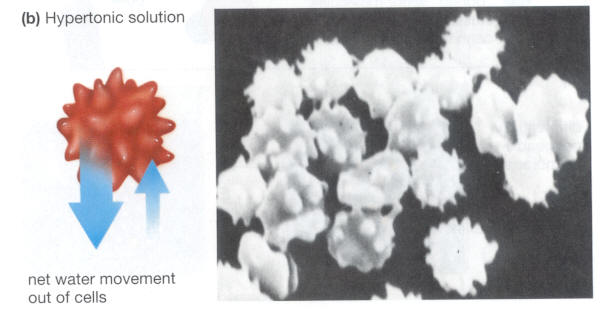 (b) Hypertonic solution
net water movement
out of cells